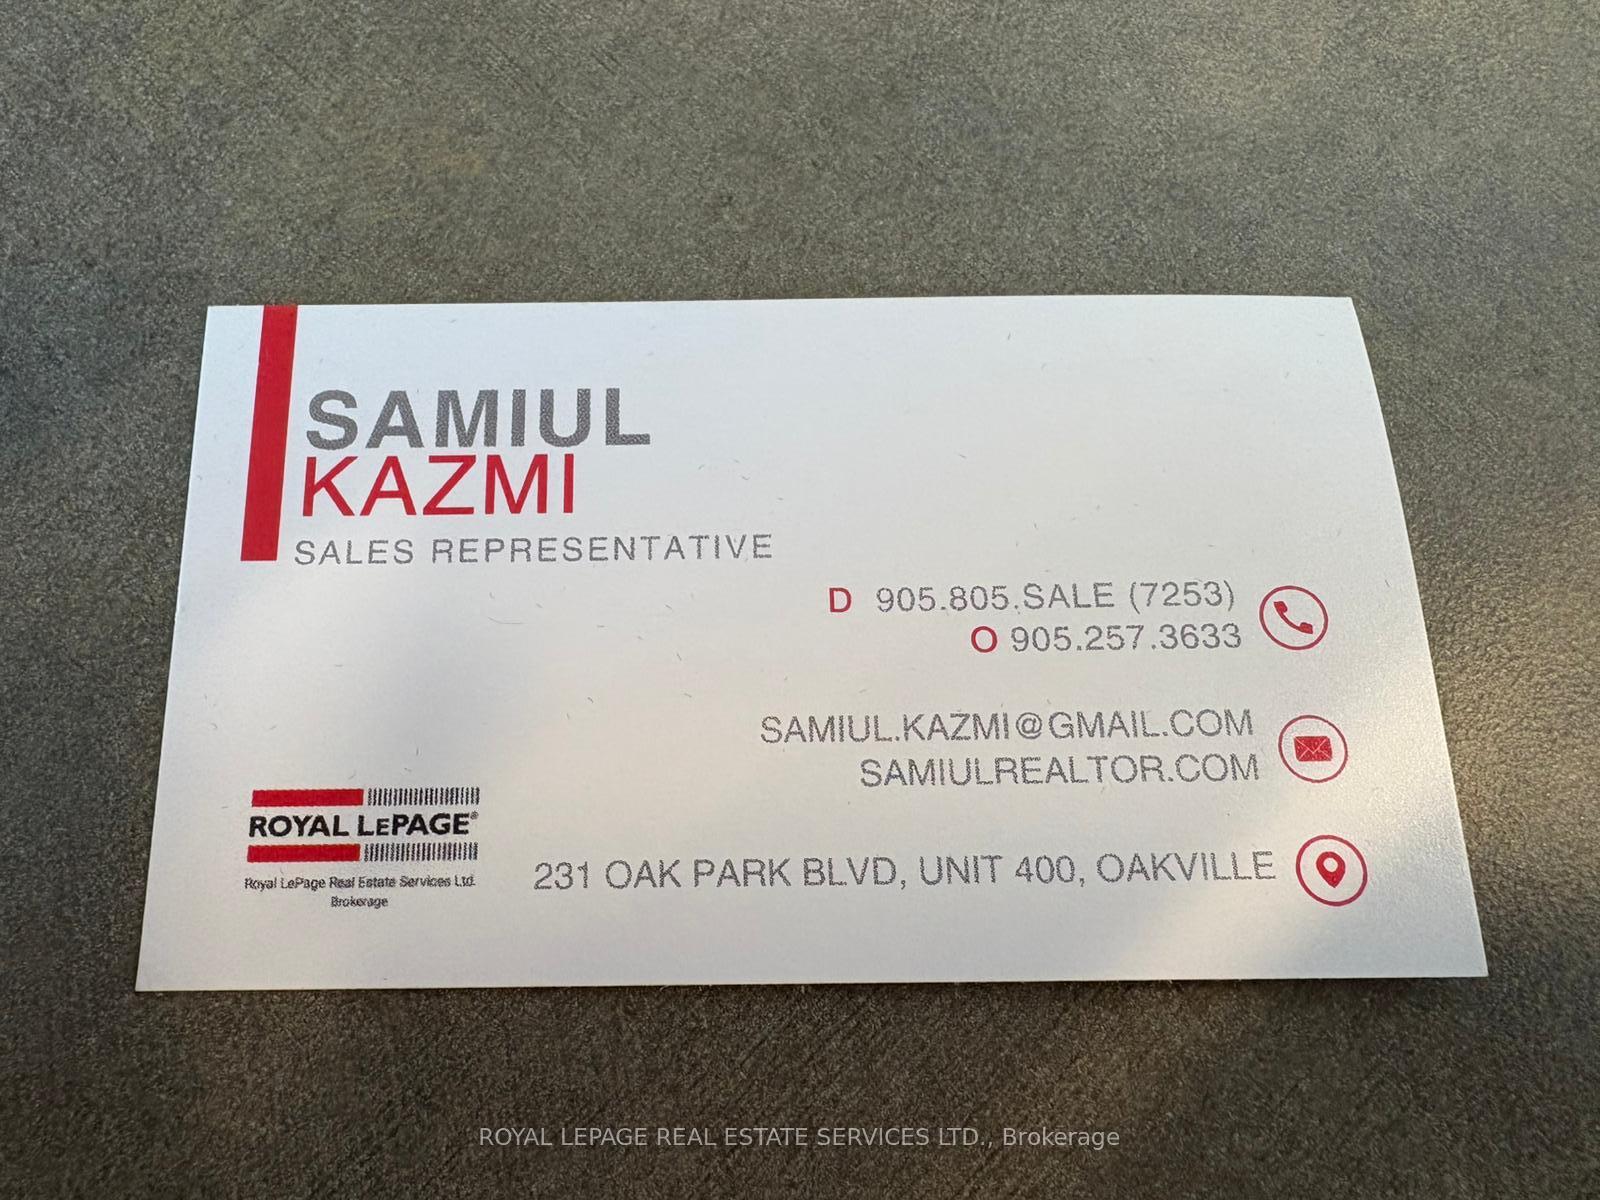 SAMIUL
KAZMI
SALES REPRESENTATIVE
D 905.805.SALE (7253)
O 905.257.3633
SAMIUL.KAZMI@GMAIL.COM
SAMIULREALTOR.COM
ROYAL LEPAGE®
Royal LePage Real Estate Services Ltd.
Brokerage
231 OAK PARK BLVD, UNIT 400, OAKVILLE
ROYAL LEPAGE REAL ESTATE SERVICES LTD., Brokerage